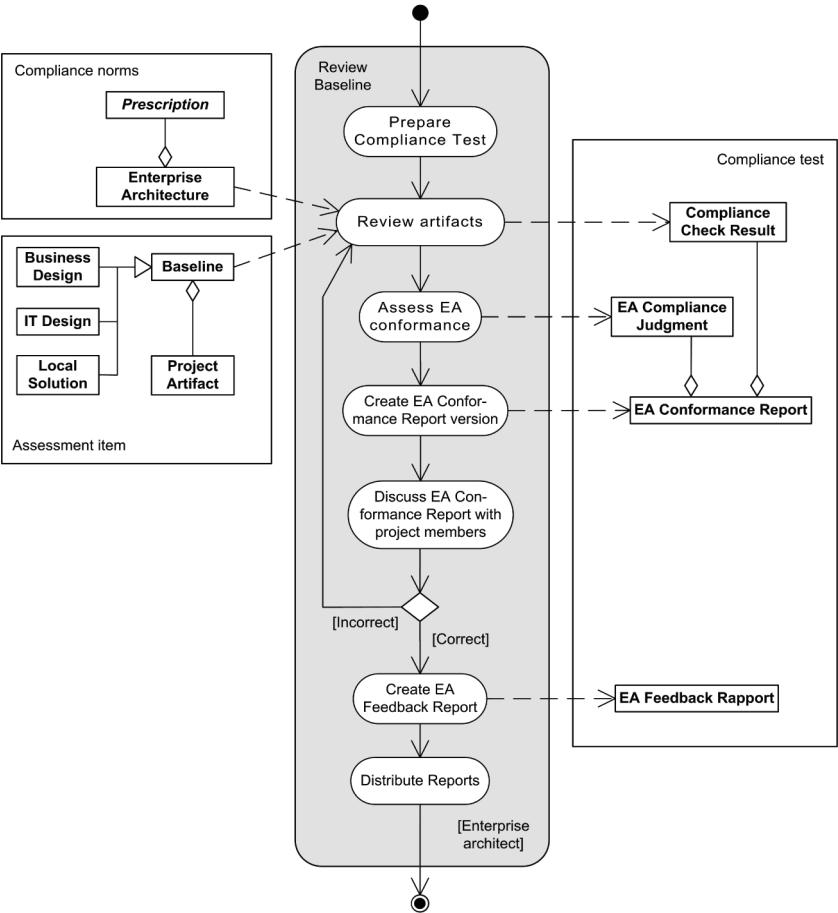 Compliance norms
Prescription
Enterprise
Architecture
Business
Design
Baseline
IT Design
Local
Solution
Project
Artifact
Assessment item
Review
Baseline
Prepare
Compliance Test
Review artifacts
Assess EA
conformance
Create EA Confor-
mance Report version
Discuss EA Con-
formance Report with
project members
[Incorrect]
[Correct]
Create EA
Feedback Report
Distribute Reports
[Enterprise
architect]
Compliance test
Compliance
Check Result
EA Compliance
Judgment
EA Conformance Report
EA Feedback Rapport